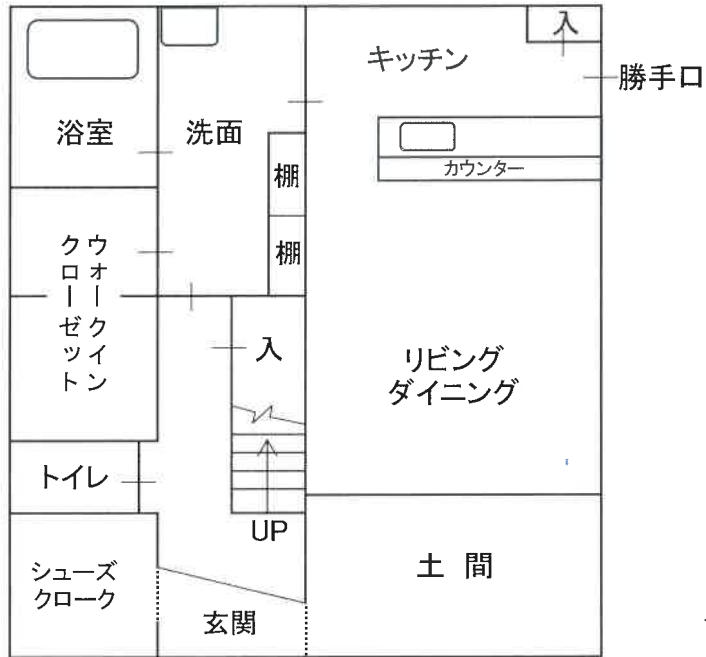 入
キッチン
勝手口
浴室
洗面
カウンター
棚
棚
ウォークイン
クローゼット
入
リビング
ダイニング
トイレ
UP
シューズ
クローク
土 間
玄関